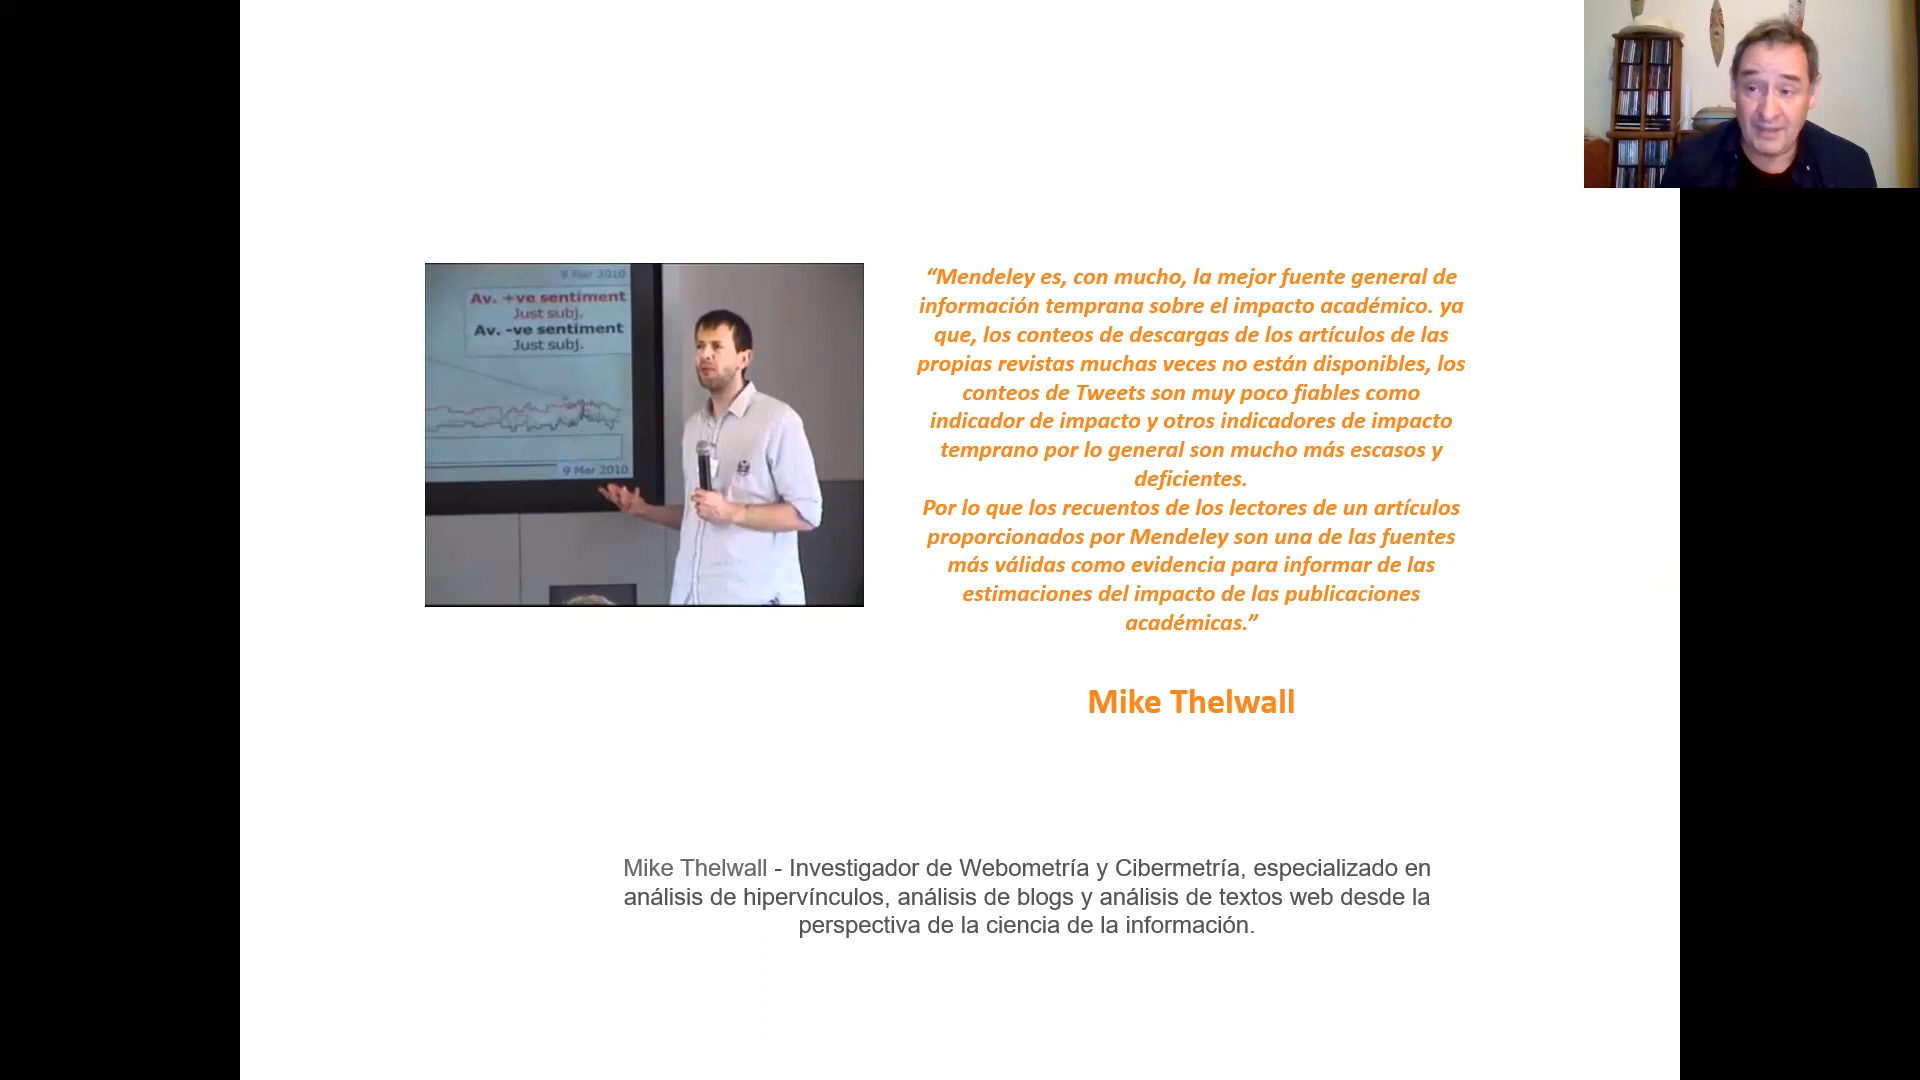 9 Mar 2010
Av. +ve sentiment
Just subj.
Av. -ve sentiment
Just subj.
9 Mar 2010
“Mendeley es, con mucho, la mejor fuente general de
información temprana sobre el impacto académico. ya
que, los conteos de descargas de los artículos de las
propias revistas muchas veces no están disponibles, los
conteos de Tweets son muy poco fiables como
indicador de impacto y otros indicadores de impacto
temprano por lo general son mucho más escasos y
deficientes.
Por lo que los recuentos de los lectores de un artículos
proporcionados por Mendeley son una de las fuentes
más válidas como evidencia para informar de las
estimaciones del impacto de las publicaciones
académicas.”
Mike Thelwall
Mike Thelwall - Investigador de Webometría y Cibermetría, especializado en
análisis de hipervínculos, análisis de blogs y análisis de textos web desde la
perspectiva de la ciencia de la información.